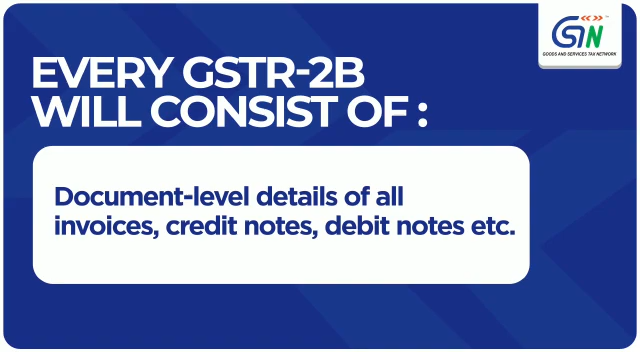 GSTN
GOODS AND SERVICES TAX NETWORK
EVERY GSTR-2B
WILL CONSIST OF :
Document-level details of all
invoices, credit notes, debit notes etc.